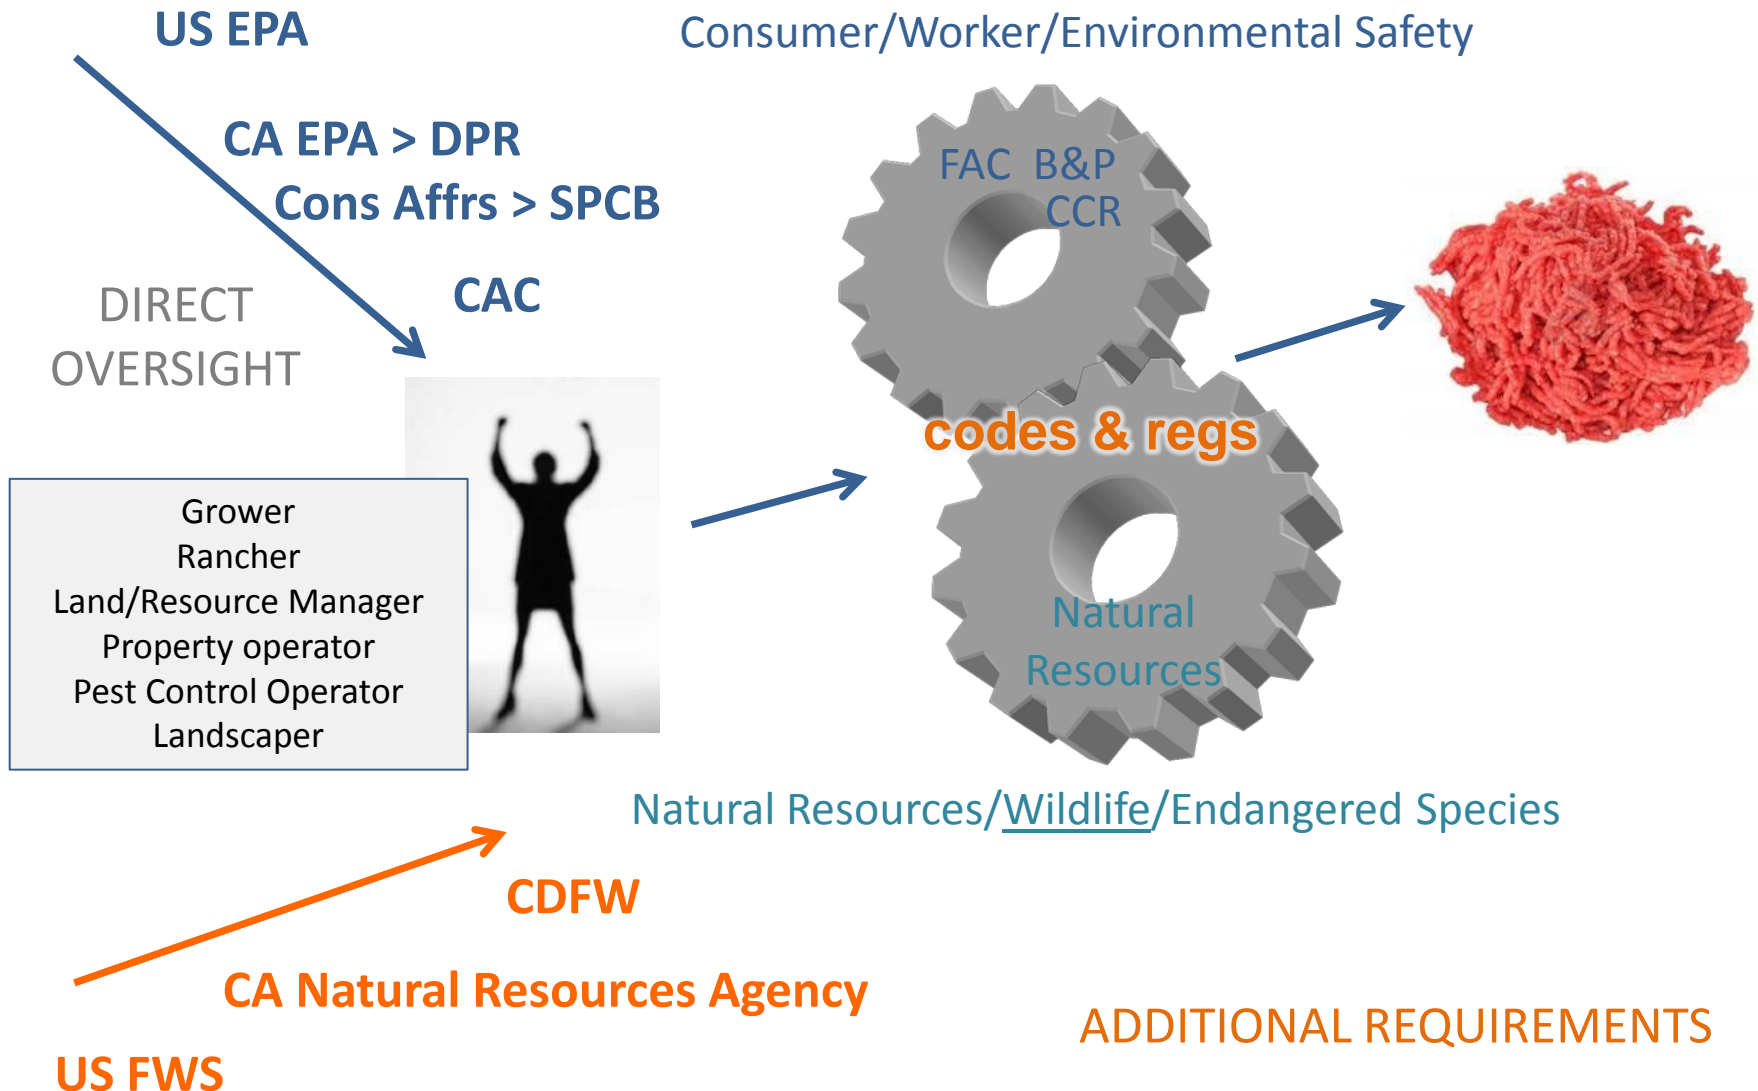 US EPA
Consumer/Worker/Environmental Safety
CA EPA > DPR
Cons Affrs > SPCB
CAC
DIRECT
OVERSIGHT
FAC B&P
CCR
codes & regs
Grower
Rancher
Land/Resource Manager
Property operator
Pest Control Operator
Landscaper
Natural
Resources
Natural Resources/Wildlife/Endangered Species
CDFW
CA Natural Resources Agency
US FWS
ADDITIONAL REQUIREMENTS